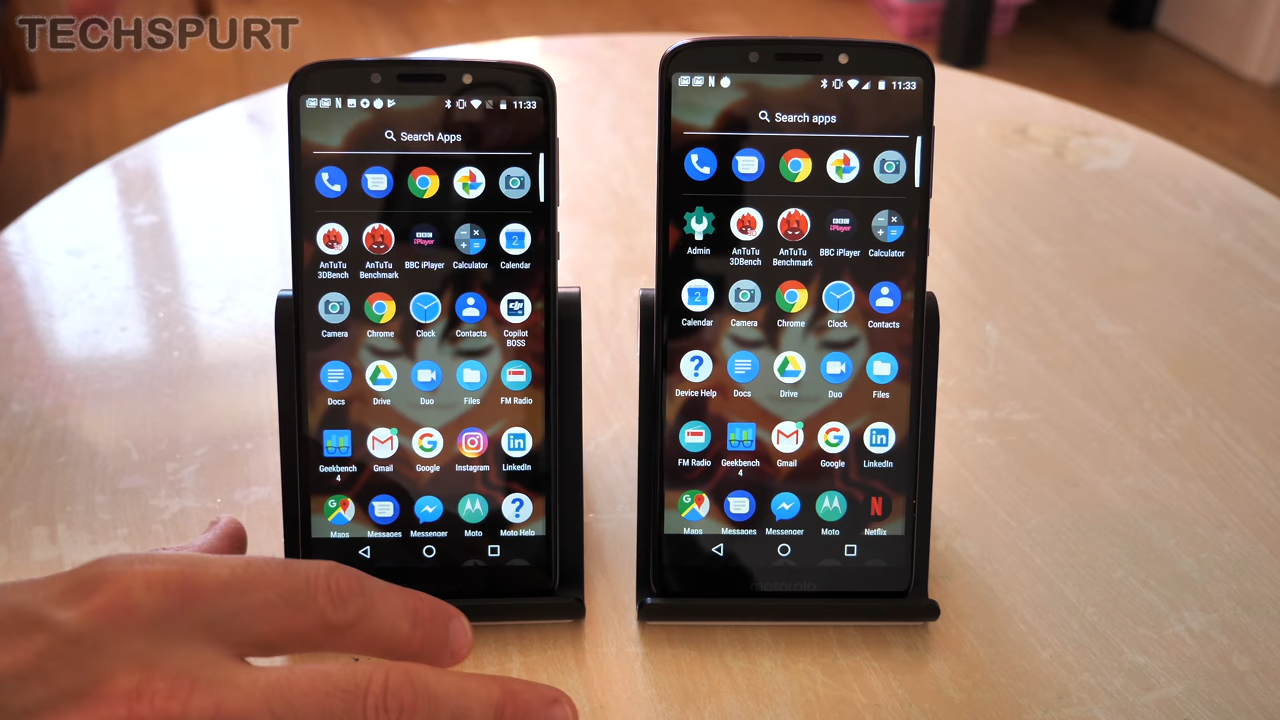 TECHSPURT
11:33
Search Apps
AnTuTu 3DBench
AnTuTu Benchmark
BBC iPlayer
Calculator
Calendar
2
Camera
Chrome
Clock
Contacts
Copilot BOSS
Docs
Drive
Duo
Files
FM Radio
Geekbench 4
Gmail
Google
Instagram
LinkedIn
Maps
Messages
Messenger
Moto
Moto Help
11:33
Search apps
Admin
AnTuTu 3DBench
AnTuTu Benchmark
BBC iPlayer
Calculator
2
Calendar
Camera
Chrome
Clock
Contacts
Device Help
Docs
Drive
Duo
Files
FM Radio
Geekbench 4
Gmail
Google
LinkedIn
Maps
Messages
Messenger
Moto
Netflix
motorola